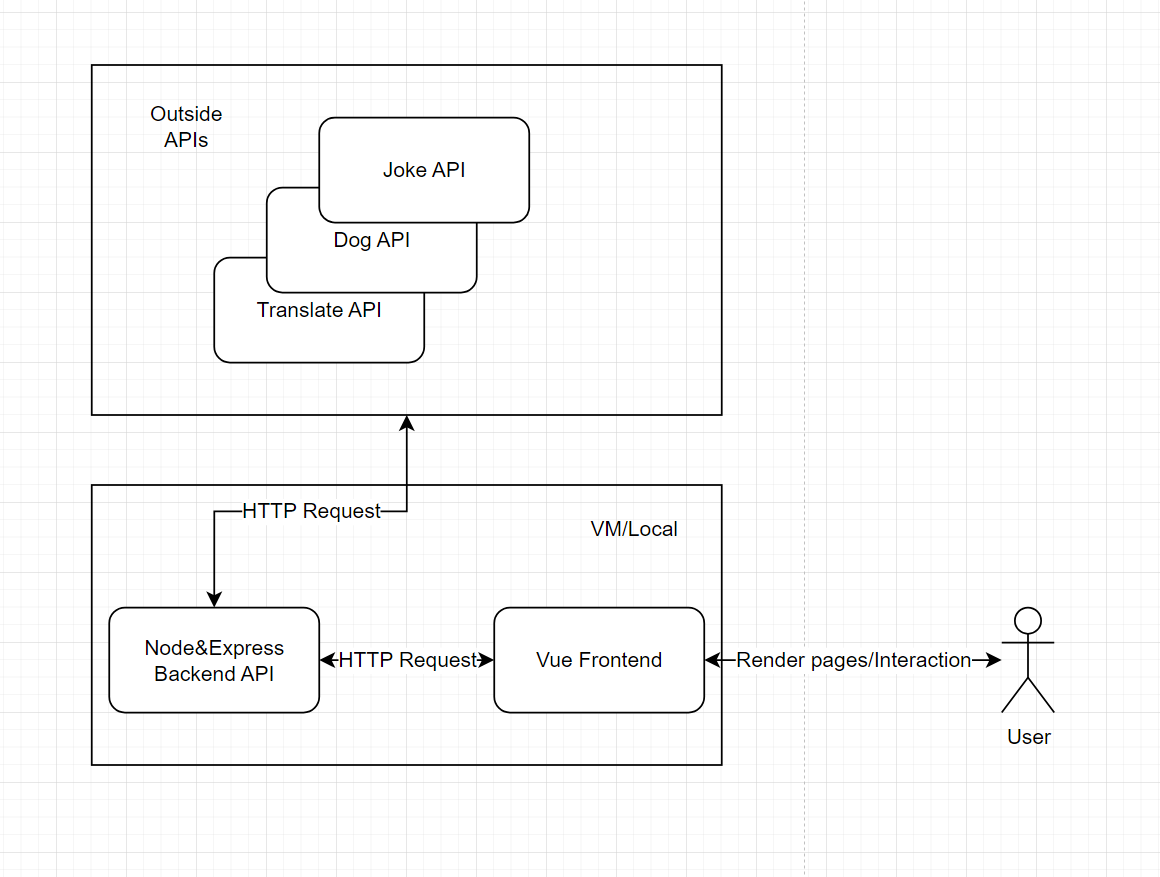 Outside
APIs
Joke API
Dog API
Translate API
HTTP Request
VM/Local
Node&Express
Backend API
HTTP Request
Vue Frontend
Render pages/Interaction
User